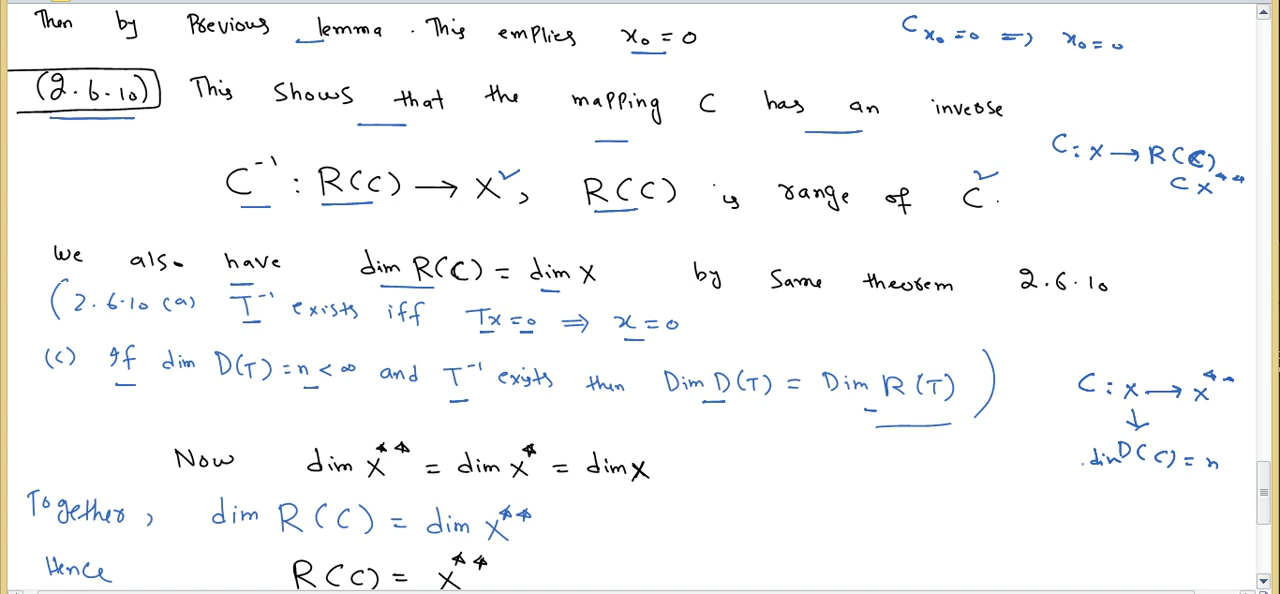 Then by Previous lemma. This emplies x₀ = 0
C x₀ = 0 ⇒ x₀ = 0
(2.6.10) This shows that the mapping C has an inverse
C : X → R(C)
⊂ X**
C⁻¹ : R(C) → X, R(C) is range of C.
we also have dim R(C) = dim X by same theorem 2.6.10
(2.6.10 (a) T⁻¹ exists iff Tx = 0 ⇒ x = 0
(c) If dim D(T) = n < ∞ and T⁻¹ exists then Dim D(T) = Dim R(T))
C : X → X**
↓
dim D(C) = n
Now dim X** = dim X* = dim X
Together, dim R(C) = dim X**
Hence R(C) = X**